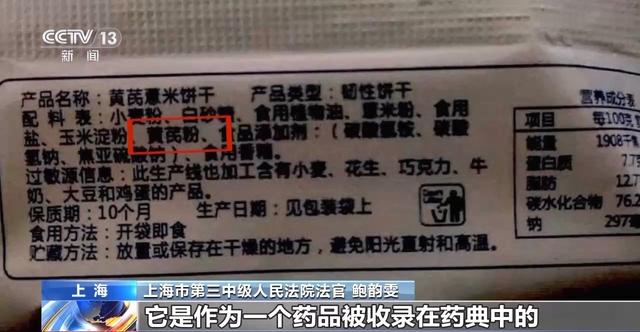 CCTV 13
新闻
产品名称：黄芪薏米饼干 产品类型：韧性饼干
配料表：小麦粉、白砂糖、食用植物油、薏米粉、食用
盐、玉米淀粉、黄芪粉、食品添加剂：（碳酸氢铵、碳酸
氢钠、焦亚硫酸钠）、食用香精。
过敏源信息：此生产线也加工含有小麦、花生、巧克力、牛
奶、大豆和鸡蛋的产品。
保质期：10个月 生产日期：见包装袋上
食用方法：开袋即食
贮藏方法：放置或保存在干燥的地方，避免阳光直射和高温。
营养成分表
项目 每100克
能量 1908千
蛋白质 7.
脂肪 12.
碳水化合物 76.2
钠 297
上海 上海市第三中级人民法院法官 鲍韵雯
它是作为一个药品被收录在药典中的